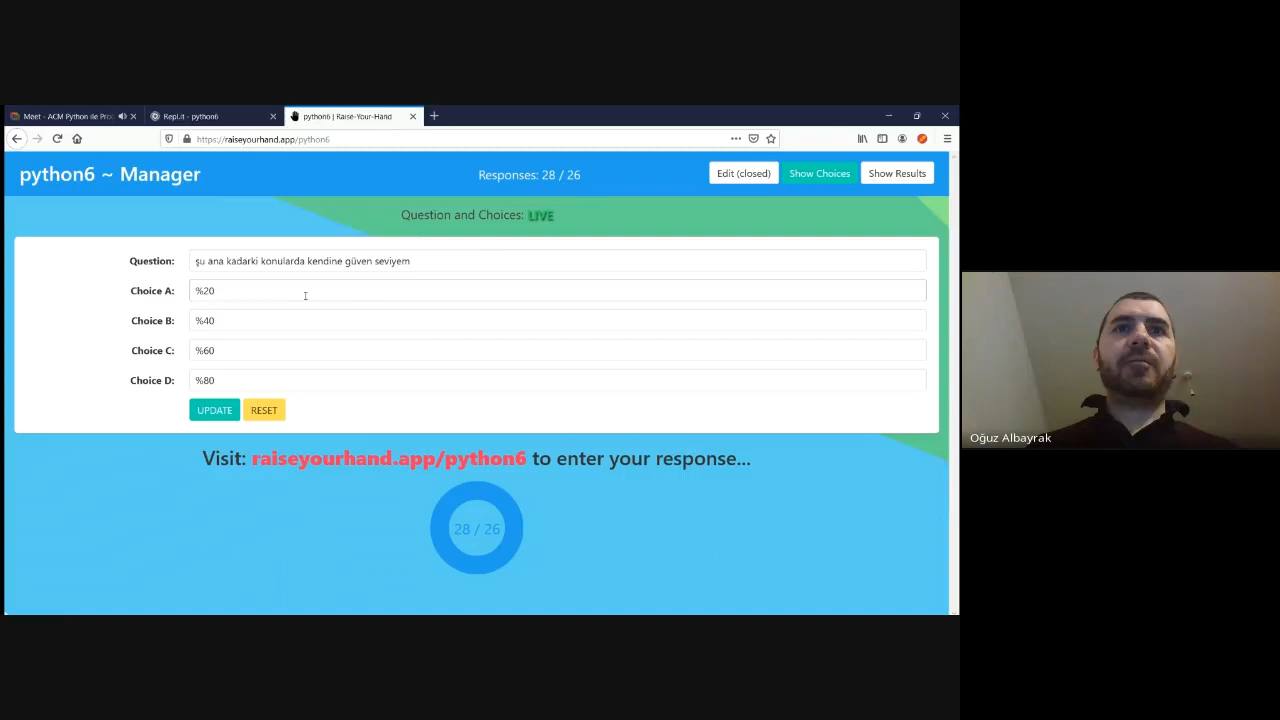 Meet - ACM Python ile Pro
Repl.it - python6
python6 | Raise-Your-Hand
https://raiseyourhand.app/python6
python6 ~ Manager
Responses: 28 / 26
Edit (closed)
Show Choices
Show Results
Question and Choices: LIVE
Question: şu ana kadarki konularda kendine güven seviyem
Choice A: %20
Choice B: %40
Choice C: %60
Choice D: %80
UPDATE
RESET
Visit: raiseyourhand.app/python6 to enter your response...
28 / 26
Oğuz Albayrak